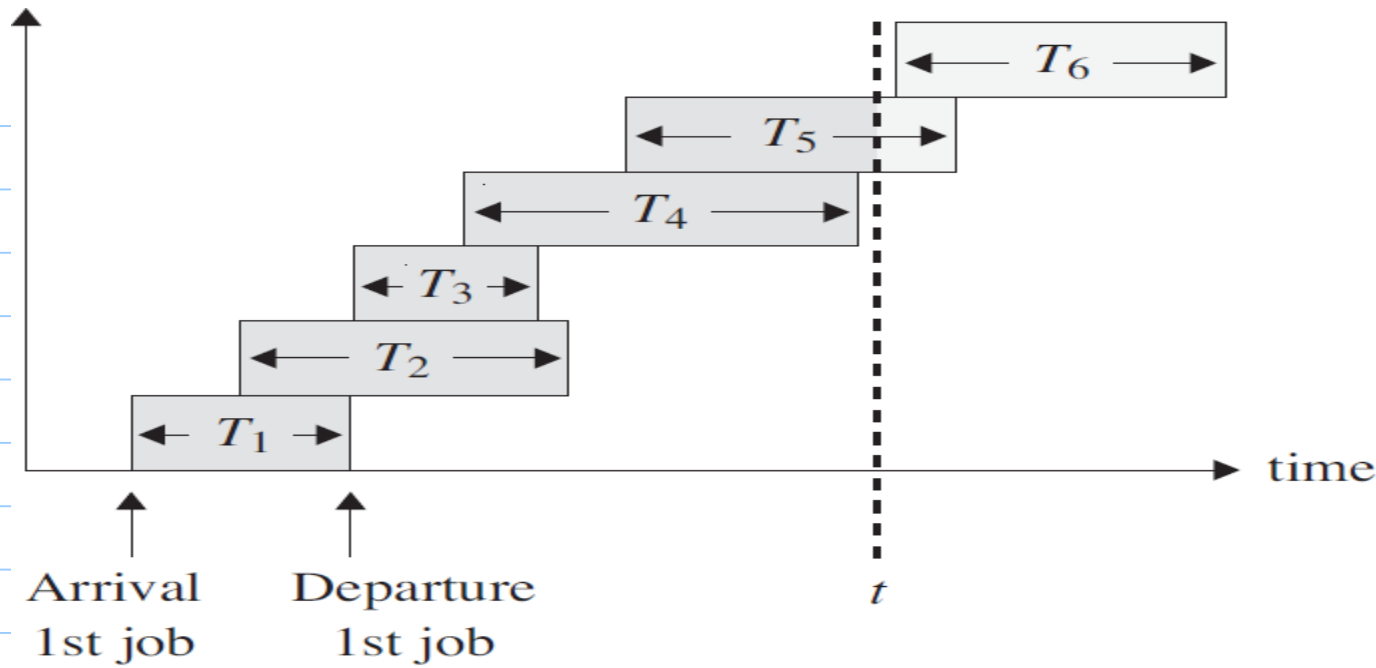 T₆
T₅
T₄
T₃
T₂
T₁
time
Arrival
1st job
Departure
1st job
t